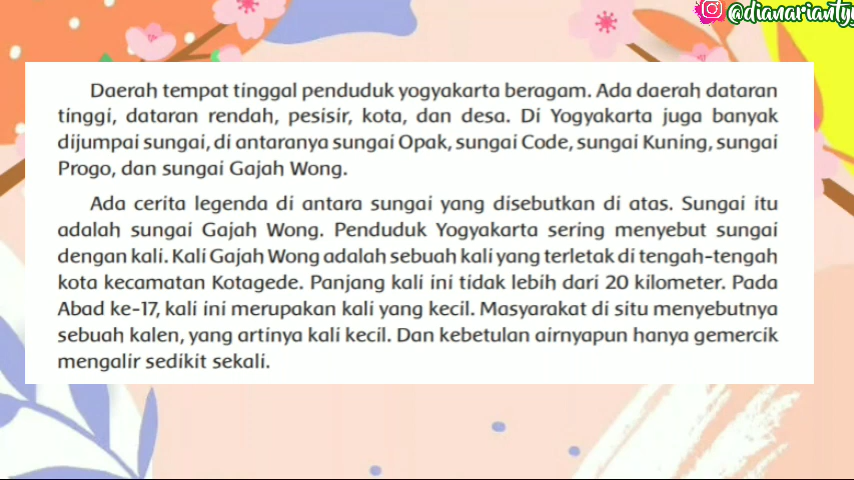 @dianarianty
Daerah tempat tinggal penduduk yogyakarta beragam. Ada daerah dataran
tinggi, dataran rendah, pesisir, kota, dan desa. Di Yogyakarta juga banyak
dijumpai sungai, di antaranya sungai Opak, sungai Code, sungai Kuning, sungai
Progo, dan sungai Gajah Wong.
Ada cerita legenda di antara sungai yang disebutkan di atas. Sungai itu
adalah sungai Gajah Wong. Penduduk Yogyakarta sering menyebut sungai
dengan kali. Kali Gajah Wong adalah sebuah kali yang terletak di tengah-tengah
kota kecamatan Kotagede. Panjang kali ini tidak lebih dari 20 kilometer. Pada
Abad ke-17, kali ini merupakan kali yang kecil. Masyarakat di situ menyebutnya
sebuah kalen, yang artinya kali kecil. Dan kebetulan airnyapun hanya gemercik
mengalir sedikit sekali.